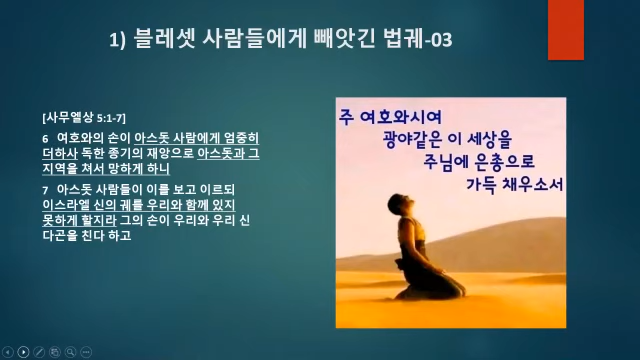 1) 블레셋 사람들에게 빼앗긴 법궤-03
[사무엘상 5:1-7]
6 여호와의 손이 아스돗 사람에게 엄중히
더하사 독한 종기의 재앙으로 아스돗과 그
지역을 쳐서 망하게 하니
7 아스돗 사람들이 이를 보고 이르되
이스라엘 신의 궤를 우리와 함께 있지
못하게 할지라 그의 손이 우리와 우리 신
다곤을 친다 하고
주 여호와시여
광야같은 이 세상을
주님에 은총으로
가득 채우소서